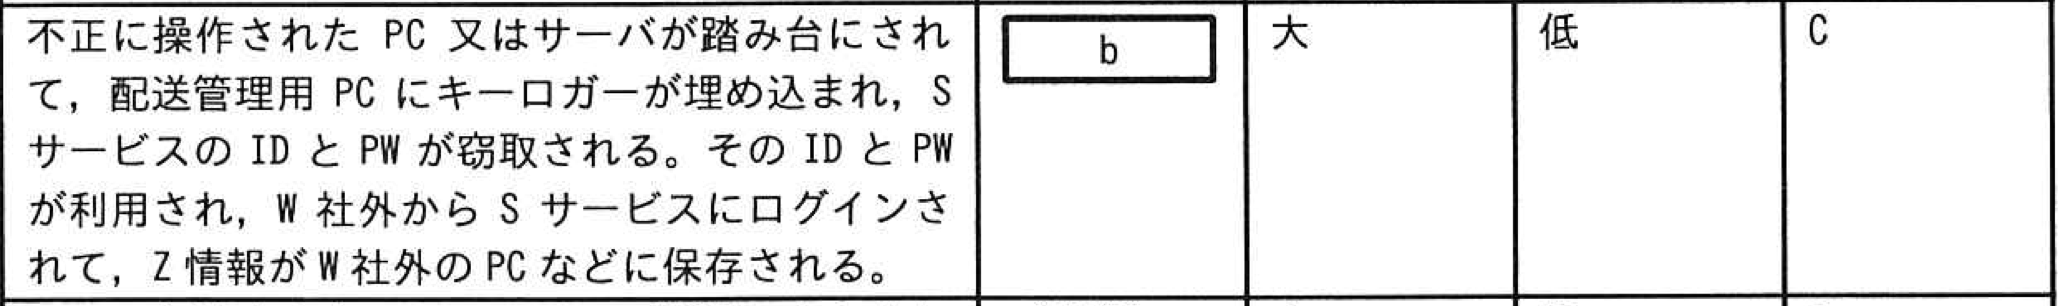 不正に操作された PC 又はサーバが踏み台にされ
て，配送管理用 PC にキーロガーが埋め込まれ，S
サービスの ID と PW が窃取される。その ID と PW
が利用され，W 社外から S サービスにログインさ
れて，Z 情報が W 社外の PC などに保存される。
b
大
低
C